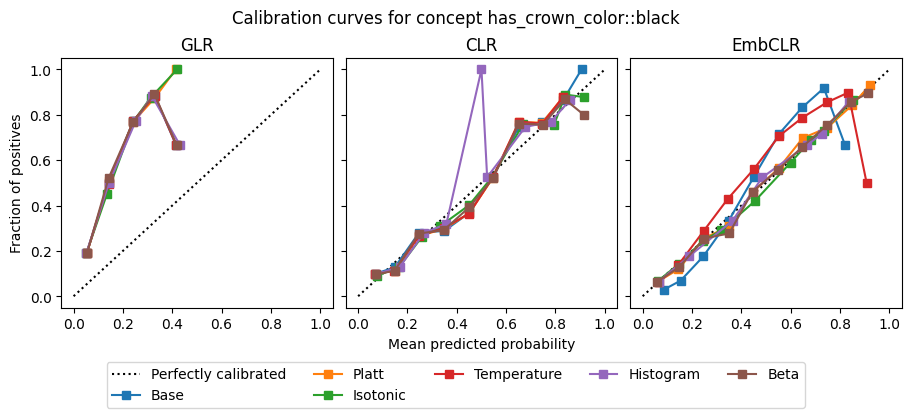 Calibration curves for concept has_crown_color::black
GLR
CLR
EmbCLR
Fraction of positives
1.0
0.8
0.6
0.4
0.2
0.0
0.0 0.2 0.4 0.6 0.8 1.0
0.0 0.2 0.4 0.6 0.8 1.0
0.0 0.2 0.4 0.6 0.8 1.0
Mean predicted probability
Perfectly calibrated
Base
Platt
Isotonic
Temperature
Histogram
Beta